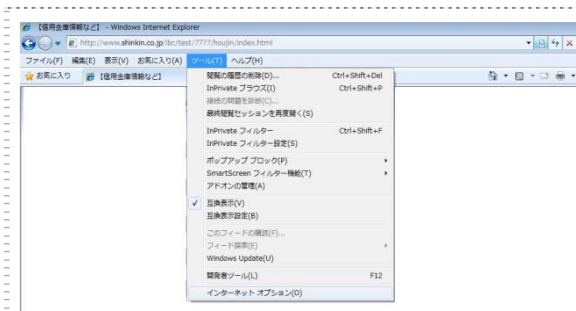 【信用金庫情報など】 - Windows Internet Explorer
http://www.shinkin.co.jp/ibc/test/7777/houjin/index.html
ファイル(F) 編集(E) 表示(V) お気に入り(A) ツール(T) ヘルプ(H)
お気に入り 【信用金庫情報など】
閲覧の履歴の削除(D)... Ctrl+Shift+Del
InPrivate ブラウズ(I) Ctrl+Shift+P
接続の問題を診断(C)...
最終閲覧セッションを再度開く(S)
InPrivate フィルター Ctrl+Shift+F
InPrivate フィルター設定(S)
ポップアップ ブロック(P)
SmartScreen フィルター機能(T)
アドオンの管理(A)
互換表示(V)
互換表示設定(B)
このフィードの購読(F)...
フィード探索(E)
Windows Update(U)
開発者ツール(L) F12
インターネット オプション(O)